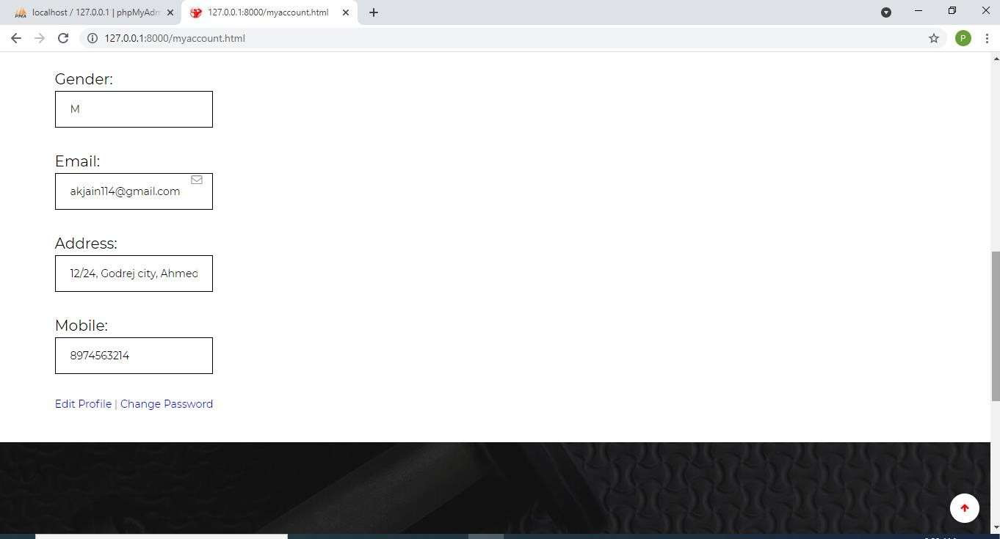 PMA
localhost / 127.0.0.1 | phpMyAdm
127.0.0.1:8000/myaccount.html
127.0.0.1:8000/myaccount.html
P
Gender:
M
Email:
akjain114@gmail.com
Address:
12/24, Godrej city, Ahmed
Mobile:
8974563214
Edit Profile | Change Password